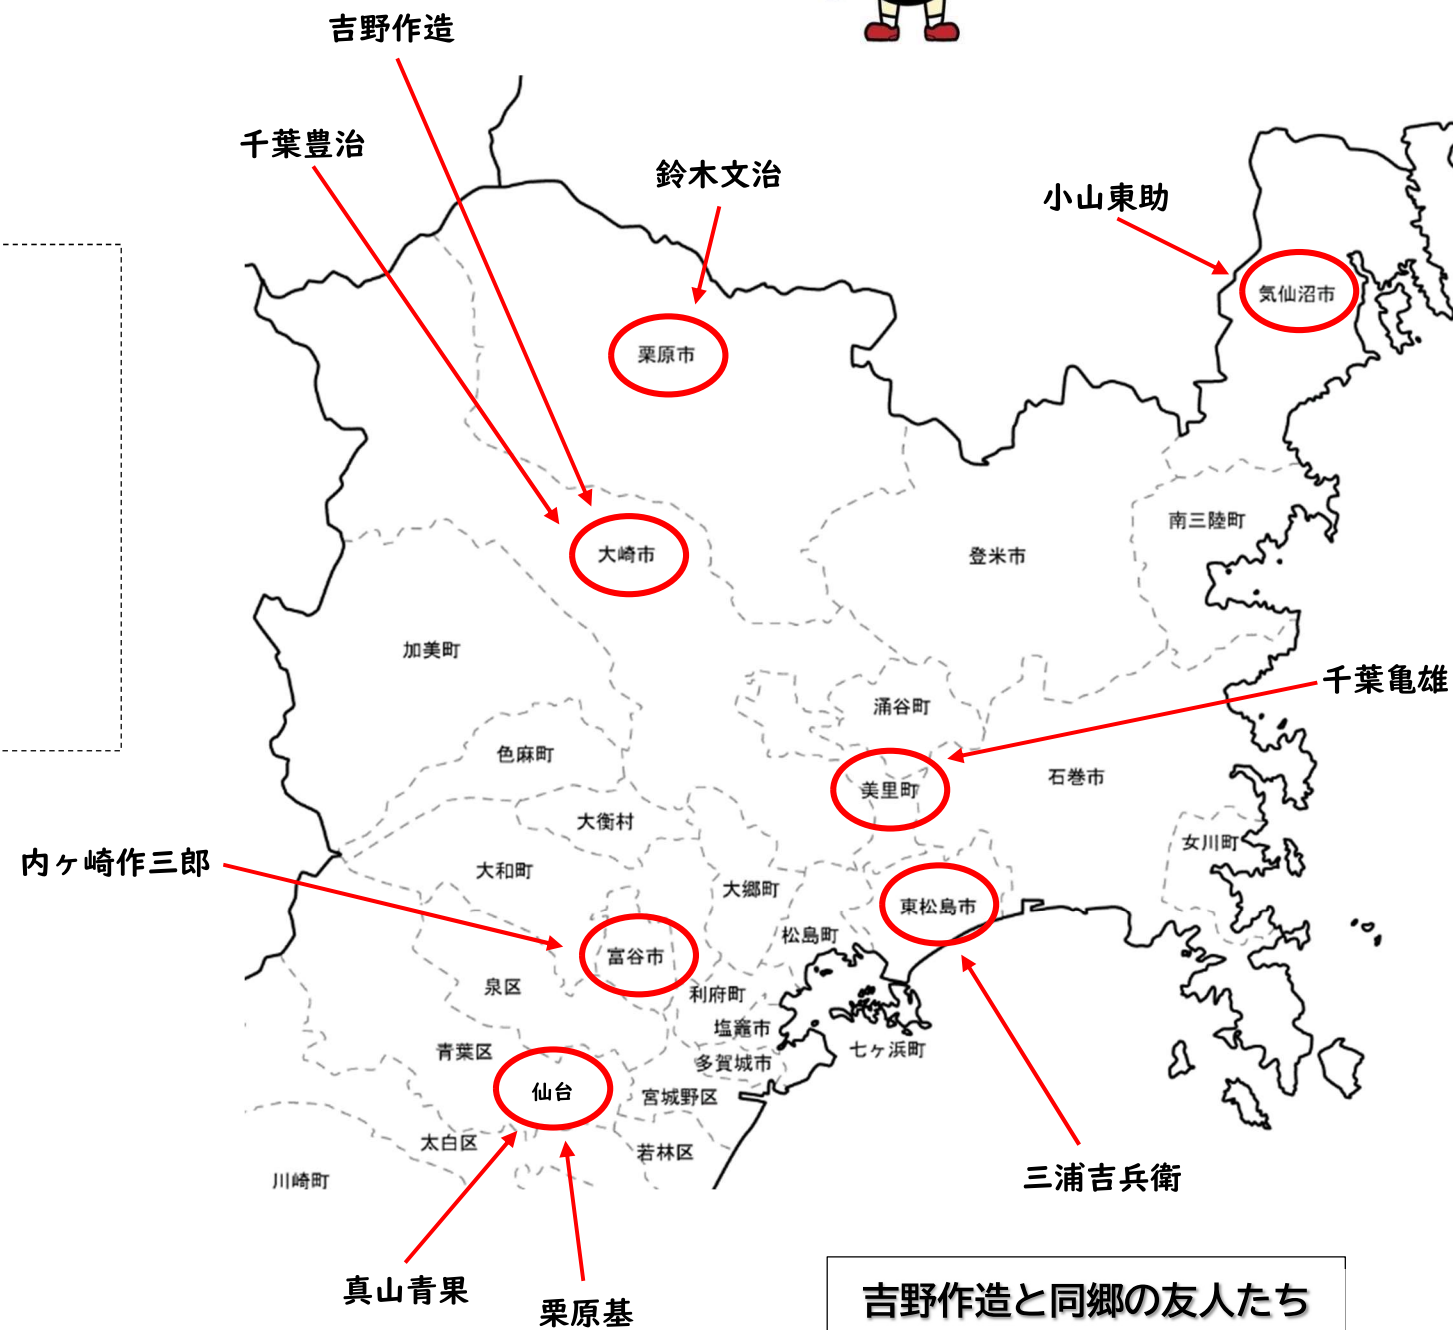 吉野作造
千葉豊治
鈴木文治
小山東助
気仙沼市
栗原市
南三陸町
大崎市
登米市
加美町
千葉亀雄
涌谷町
色麻町
石巻市
美里町
大衡村
女川町
内ヶ崎作三郎
大和町
大郷町
東松島市
松島町
富谷市
泉区
利府町
塩竈市
七ヶ浜町
青葉区
多賀城市
仙台
宮城野区
太白区
若林区
川崎町
三浦吉兵衛
真山青果
栗原基
吉野作造と同郷の友人たち